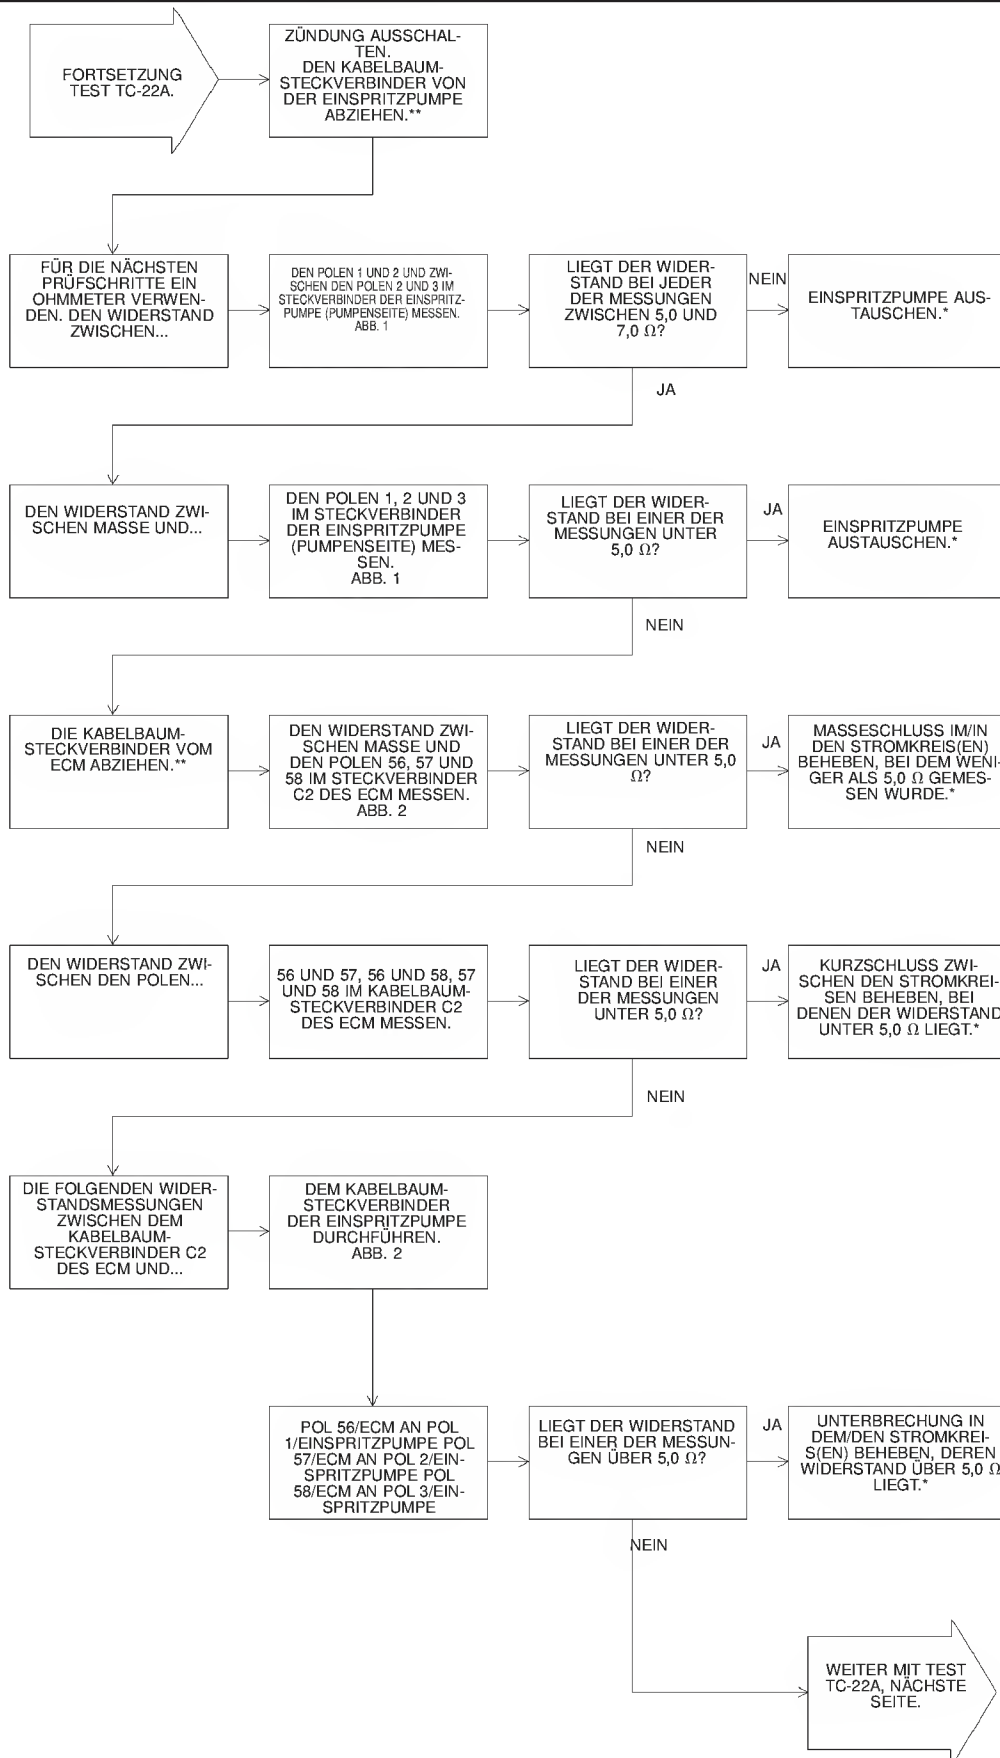 FORTSETZUNG
TEST TC-22A.
ZÜNDUNG AUSSCHAL-
TEN.
DEN KABELBAUM-
STECKVERBINDER VON
DER EINSPRITZPUMPE
ABZIEHEN.**
FÜR DIE NÄCHSTEN
PRÜFSCHRITTE EIN
OHMMETER VERWEN-
DEN. DEN WIDERSTAND
ZWISCHEN...
DEN POLEN 1 UND 2 UND ZWI-
SCHEN DEN POLEN 2 UND 3 IM
STECKVERBINDER DER EINSPRITZ-
PUMPE (PUMPENSEITE) MESSEN.
ABB. 1
LIEGT DER WIDER-
STAND BEI JEDER
DER MESSUNGEN
ZWISCHEN 5,0 UND
7,0 Ω?
NEIN
EINSPRITZPUMPE AUS-
TAUSCHEN.*
JA
DEN WIDERSTAND ZWI-
SCHEN MASSE UND...
DEN POLEN 1, 2 UND 3
IM STECKVERBINDER
DER EINSPRITZPUMPE
(PUMPENSEITE) MES-
SEN.
ABB. 1
LIEGT DER WIDER-
STAND BEI EINER DER
MESSUNGEN UNTER
5,0 Ω?
JA
EINSPRITZPUMPE
AUSTAUSCHEN.*
NEIN
DIE KABELBAUM-
STECKVERBINDER VOM
ECM ABZIEHEN.**
DEN WIDERSTAND ZWI-
SCHEN MASSE UND
DEN POLEN 56, 57 UND
58 IM STECKVERBINDER
C2 DES ECM MESSEN.
ABB. 2
LIEGT DER WIDER-
STAND BEI EINER DER
MESSUNGEN UNTER 5,0
Ω?
JA
MASSESCHLUSS IM/IN
DEN STROMKREIS(EN)
BEHEBEN, BEI DEM WENI-
GER ALS 5,0 Ω GEMES-
SEN WURDE.*
NEIN
DEN WIDERSTAND ZWI-
SCHEN DEN POLEN...
56 UND 57, 56 UND 58, 57
UND 58 IM KABELBAUM-
STECKVERBINDER C2
DES ECM MESSEN.
LIEGT DER WIDER-
STAND BEI EINER
DER MESSUNGEN
UNTER 5,0 Ω?
JA
KURZSCHLUSS ZWI-
SCHEN DEN STROMKREI-
SEN BEHEBEN, BEI
DENEN DER WIDERSTAND
UNTER 5,0 Ω LIEGT.*
NEIN
DIE FOLGENDEN WIDER-
STANDSMESSUNGEN
ZWISCHEN DEM
KABELBAUM-
STECKVERBINDER C2
DES ECM UND...
DEM KABELBAUM-
STECKVERBINDER
DER EINSPRITZPUMPE
DURCHFÜHREN.
ABB. 2
POL 56/ECM AN POL
1/EINSPRITZPUMPE POL
57/ECM AN POL 2/EIN-
SPRITZPUMPE POL
58/ECM AN POL 3/EIN-
SPRITZPUMPE
LIEGT DER WIDERSTAND
BEI EINER DER MESSUN-
GEN ÜBER 5,0 Ω?
JA
UNTERBRECHUNG IN
DEM/DEN STROMKREI-
S(EN) BEHEBEN, DEREN
WIDERSTAND ÜBER 5,0 Ω
LIEGT.*
NEIN
WEITER MIT TEST
TC-22A, NÄCHSTE
SEITE.